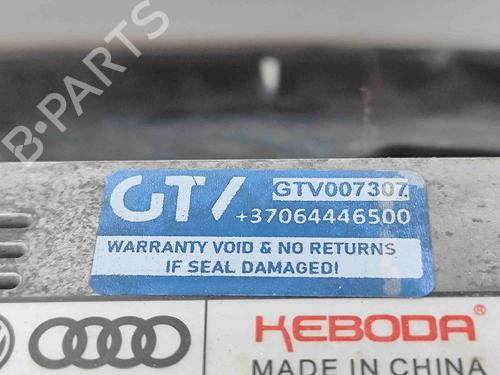 B-PARTS
GTV
GTV007307
+37064446500
WARRANTY VOID & NO RETURNS
IF SEAL DAMAGED!
KEBODA®
MADE IN CHINA